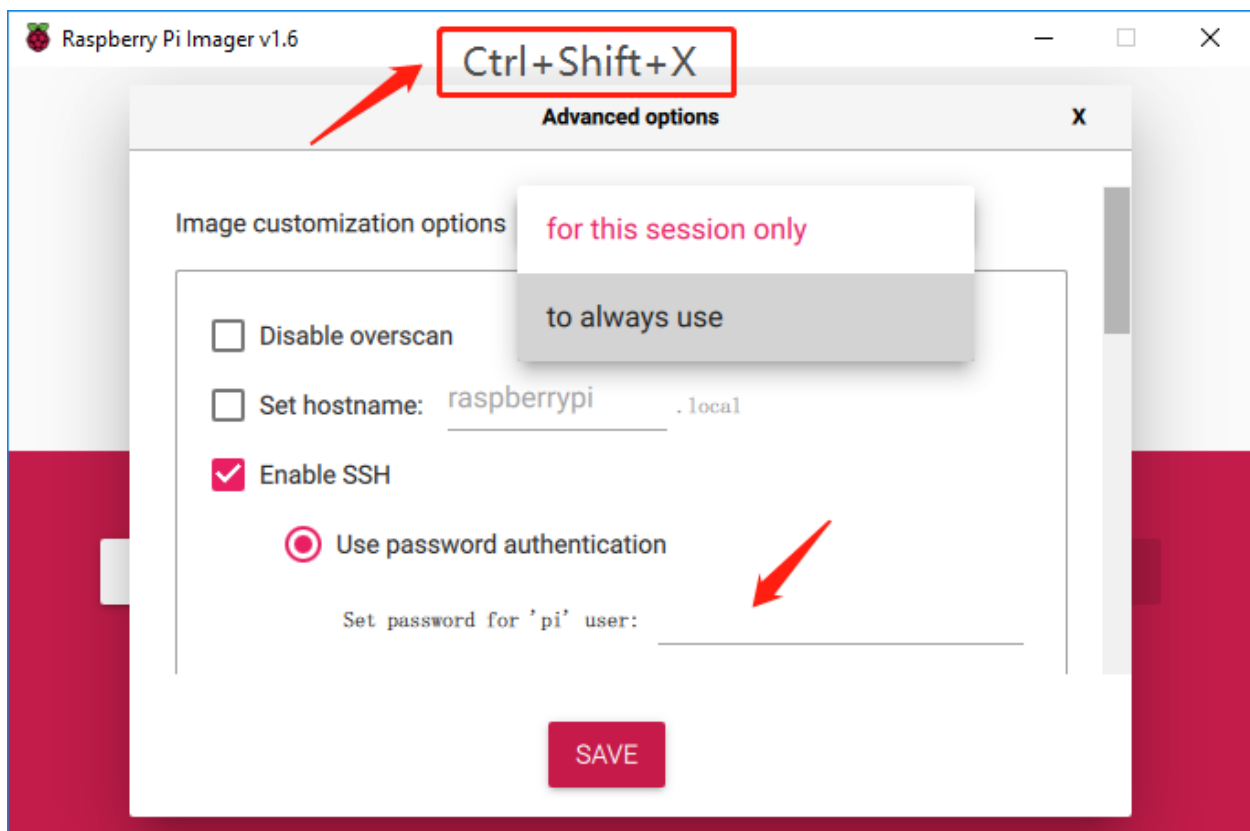 Raspberry Pi Imager v1.6
Ctrl+Shift+X
Advanced options X
Image customization options for this session only
to always use
Disable overscan
Set hostname: raspberrypi .local
Enable SSH
Use password authentication
Set password for 'pi' user:
SAVE